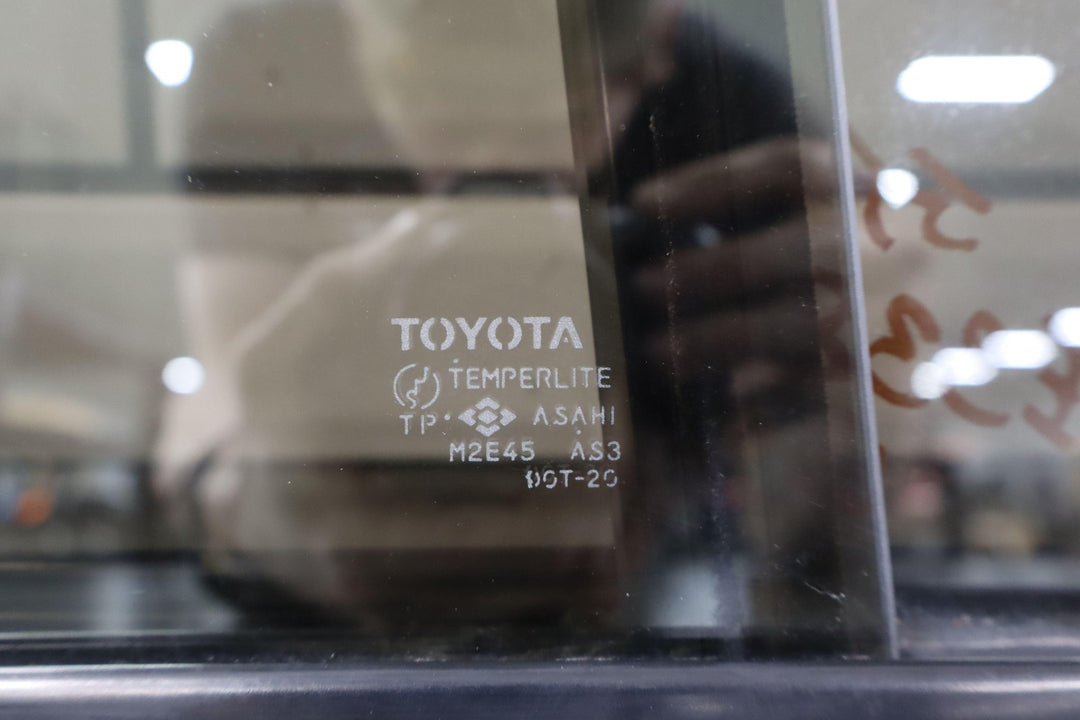 TOYOTA
TEMPERLITE
TP ASAHI
M2E45 AS3
DOT-20